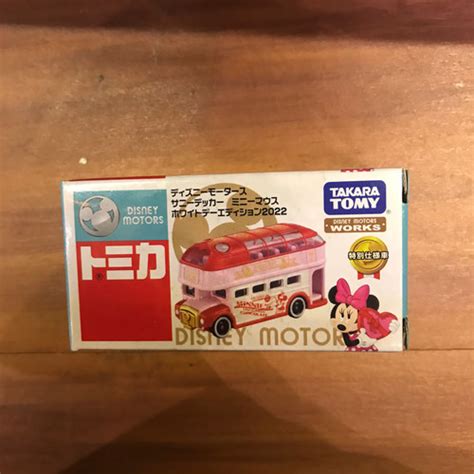 DISNEY
MOTORS
トミカ
ディズニーモータース
サニーデッカー ミニーマウス
ホワイトデーエディション2022
TAKARA
TOMY
DISNEY MOTORS
WORKS
特別仕様車
MINNIE
DISNEY MOTOR